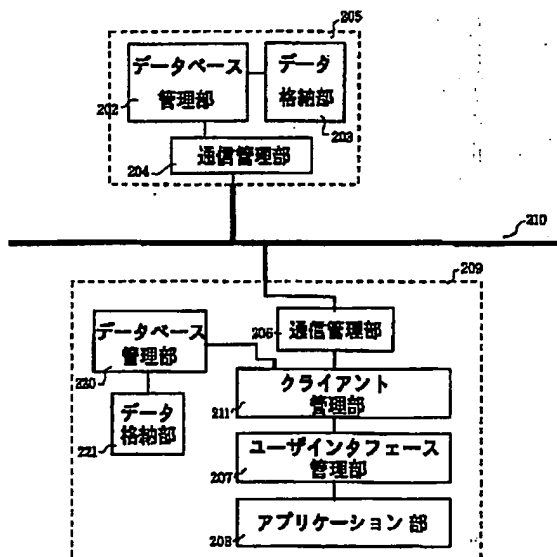 205
データベース
管理部
202
データ
格納部
203
通信管理部
204
210
209
データベース
管理部
220
206
通信管理部
クライアント
管理部
211
データ
格納部
221
ユーザインタフェース
管理部
207
アプリケーション部
208